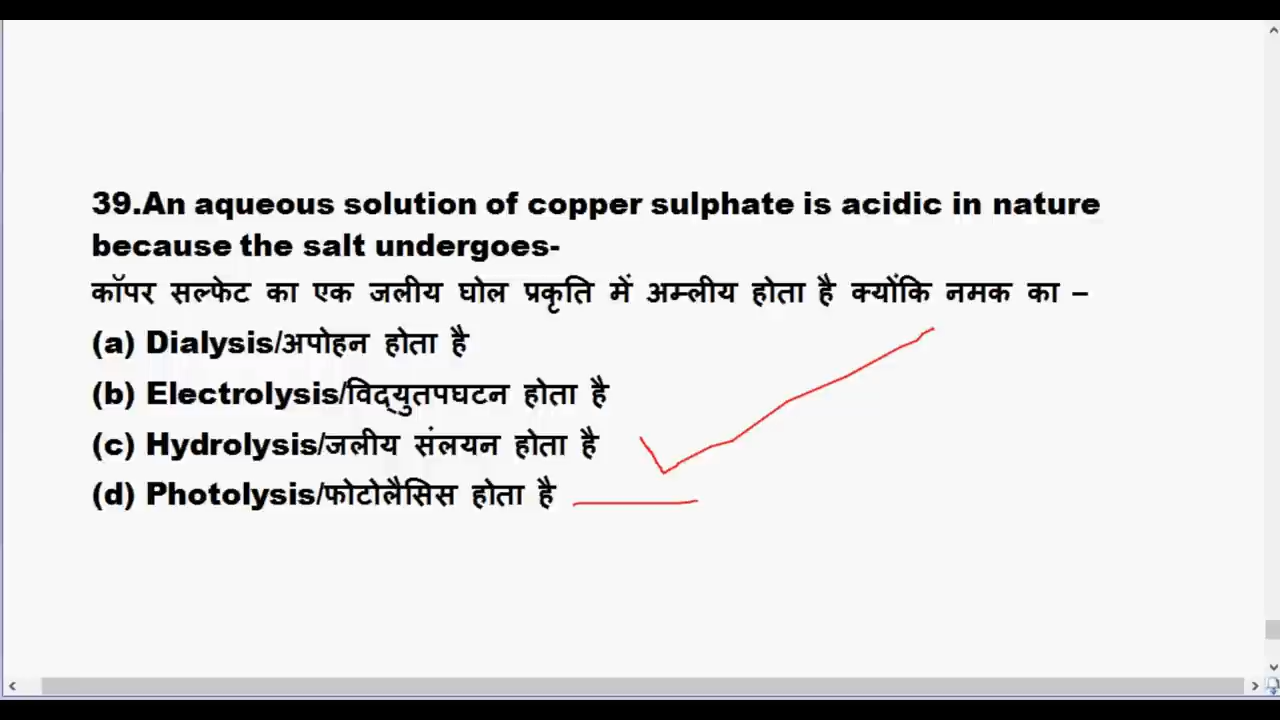 39.An aqueous solution of copper sulphate is acidic in nature
because the salt undergoes-
कॉपर सल्फेट का एक जलीय घोल प्रकृति में अम्लीय होता है क्योंकि नमक का –
(a) Dialysis/अपोहन होता है
(b) Electrolysis/विद्युतपघटन होता है
(c) Hydrolysis/जलीय संलयन होता है
(d) Photolysis/फोटोलैसिस होता है